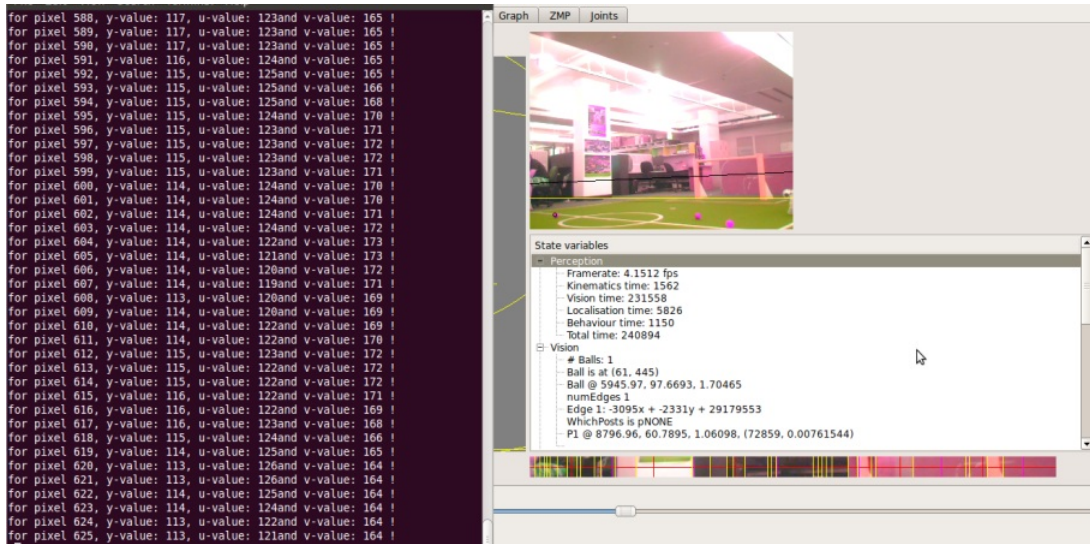 for pixel 588, y-value: 117, u-value: 123and v-value: 165 !
for pixel 589, y-value: 117, u-value: 123and v-value: 165 !
for pixel 590, y-value: 117, u-value: 123and v-value: 165 !
for pixel 591, y-value: 116, u-value: 124and v-value: 165 !
for pixel 592, y-value: 115, u-value: 125and v-value: 165 !
for pixel 593, y-value: 115, u-value: 125and v-value: 166 !
for pixel 594, y-value: 115, u-value: 125and v-value: 168 !
for pixel 595, y-value: 115, u-value: 124and v-value: 170 !
for pixel 596, y-value: 115, u-value: 123and v-value: 171 !
for pixel 597, y-value: 115, u-value: 123and v-value: 172 !
for pixel 598, y-value: 115, u-value: 123and v-value: 172 !
for pixel 599, y-value: 115, u-value: 123and v-value: 171 !
for pixel 600, y-value: 114, u-value: 124and v-value: 170 !
for pixel 601, y-value: 114, u-value: 124and v-value: 170 !
for pixel 602, y-value: 114, u-value: 124and v-value: 171 !
for pixel 603, y-value: 114, u-value: 124and v-value: 172 !
for pixel 604, y-value: 114, u-value: 122and v-value: 173 !
for pixel 605, y-value: 114, u-value: 121and v-value: 173 !
for pixel 606, y-value: 114, u-value: 120and v-value: 172 !
for pixel 607, y-value: 114, u-value: 119and v-value: 171 !
for pixel 608, y-value: 113, u-value: 120and v-value: 169 !
for pixel 609, y-value: 114, u-value: 120and v-value: 169 !
for pixel 610, y-value: 114, u-value: 122and v-value: 169 !
for pixel 611, y-value: 114, u-value: 122and v-value: 170 !
for pixel 612, y-value: 115, u-value: 123and v-value: 172 !
for pixel 613, y-value: 115, u-value: 122and v-value: 172 !
for pixel 614, y-value: 115, u-value: 122and v-value: 172 !
for pixel 615, y-value: 116, u-value: 122and v-value: 171 !
for pixel 616, y-value: 116, u-value: 122and v-value: 169 !
for pixel 617, y-value: 116, u-value: 123and v-value: 168 !
for pixel 618, y-value: 115, u-value: 124and v-value: 166 !
for pixel 619, y-value: 114, u-value: 125and v-value: 165 !
for pixel 620, y-value: 113, u-value: 126and v-value: 164 !
for pixel 621, y-value: 113, u-value: 126and v-value: 164 !
for pixel 622, y-value: 114, u-value: 125and v-value: 164 !
for pixel 623, y-value: 114, u-value: 124and v-value: 164 !
for pixel 624, y-value: 113, u-value: 122and v-value: 164 !
for pixel 625, y-value: 113, u-value: 121and v-value: 164 !
Graph ZMP Joints
State variables
Perception
Framerate: 4.1512 fps
Kinematics time: 1562
Vision time: 231558
Localisation time: 5826
Behaviour time: 1150
Total time: 240894
Vision
# Balls: 1
Ball is at (61, 445)
Ball @ 5945.97, 97.6693, 1.70465
numEdges 1
Edge 1: -3095x + -2331y + 29179553
WhichPosts is pNONE
P1 @ 8796.96, 60.7895, 1.06098, (72859, 0.00761544)